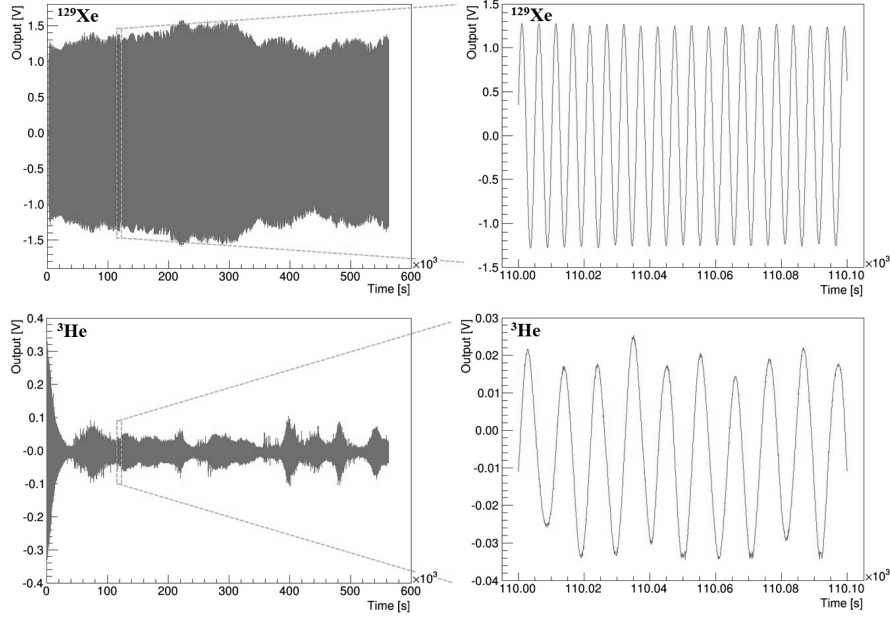 ¹²⁹Xe
Output [V]
1.5
1.0
0.5
0.0
-0.5
-1.0
-1.5
0 100 200 300 400 500 600
×10³
Time [s]
¹²⁹Xe
Output [V]
1.5
1.0
0.5
0.0
-0.5
-1.0
-1.5
110.00 110.02 110.04 110.06 110.08 110.10
×10³
Time [s]
³He
Output [V]
0.4
0.3
0.2
0.1
-0.0
-0.1
-0.2
-0.3
-0.4
0 100 200 300 400 500 600
×10³
Time [s]
³He
Output [V]
0.03
0.02
0.01
0.00
-0.01
-0.02
-0.03
-0.04
110.00 110.02 110.04 110.06 110.08 110.10
×10³
Time [s]